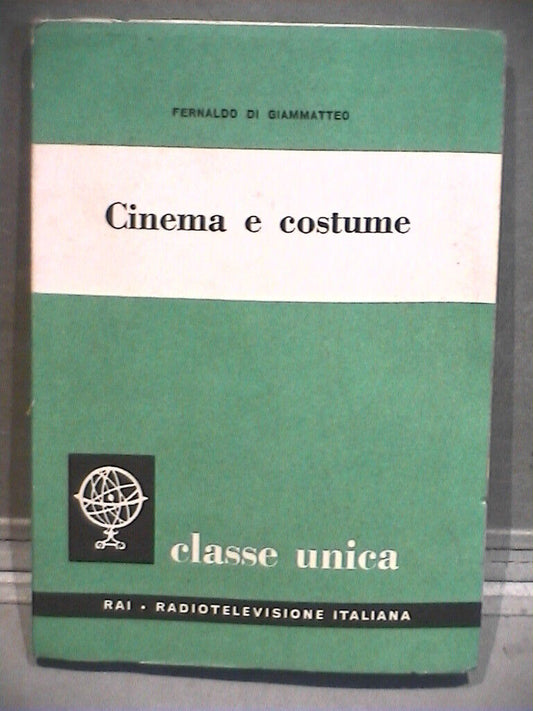 FERNALDO DI GIAMMATTEO
Cinema e costume
classe unica
RAI • RADIOTELEVISIONE ITALIANA